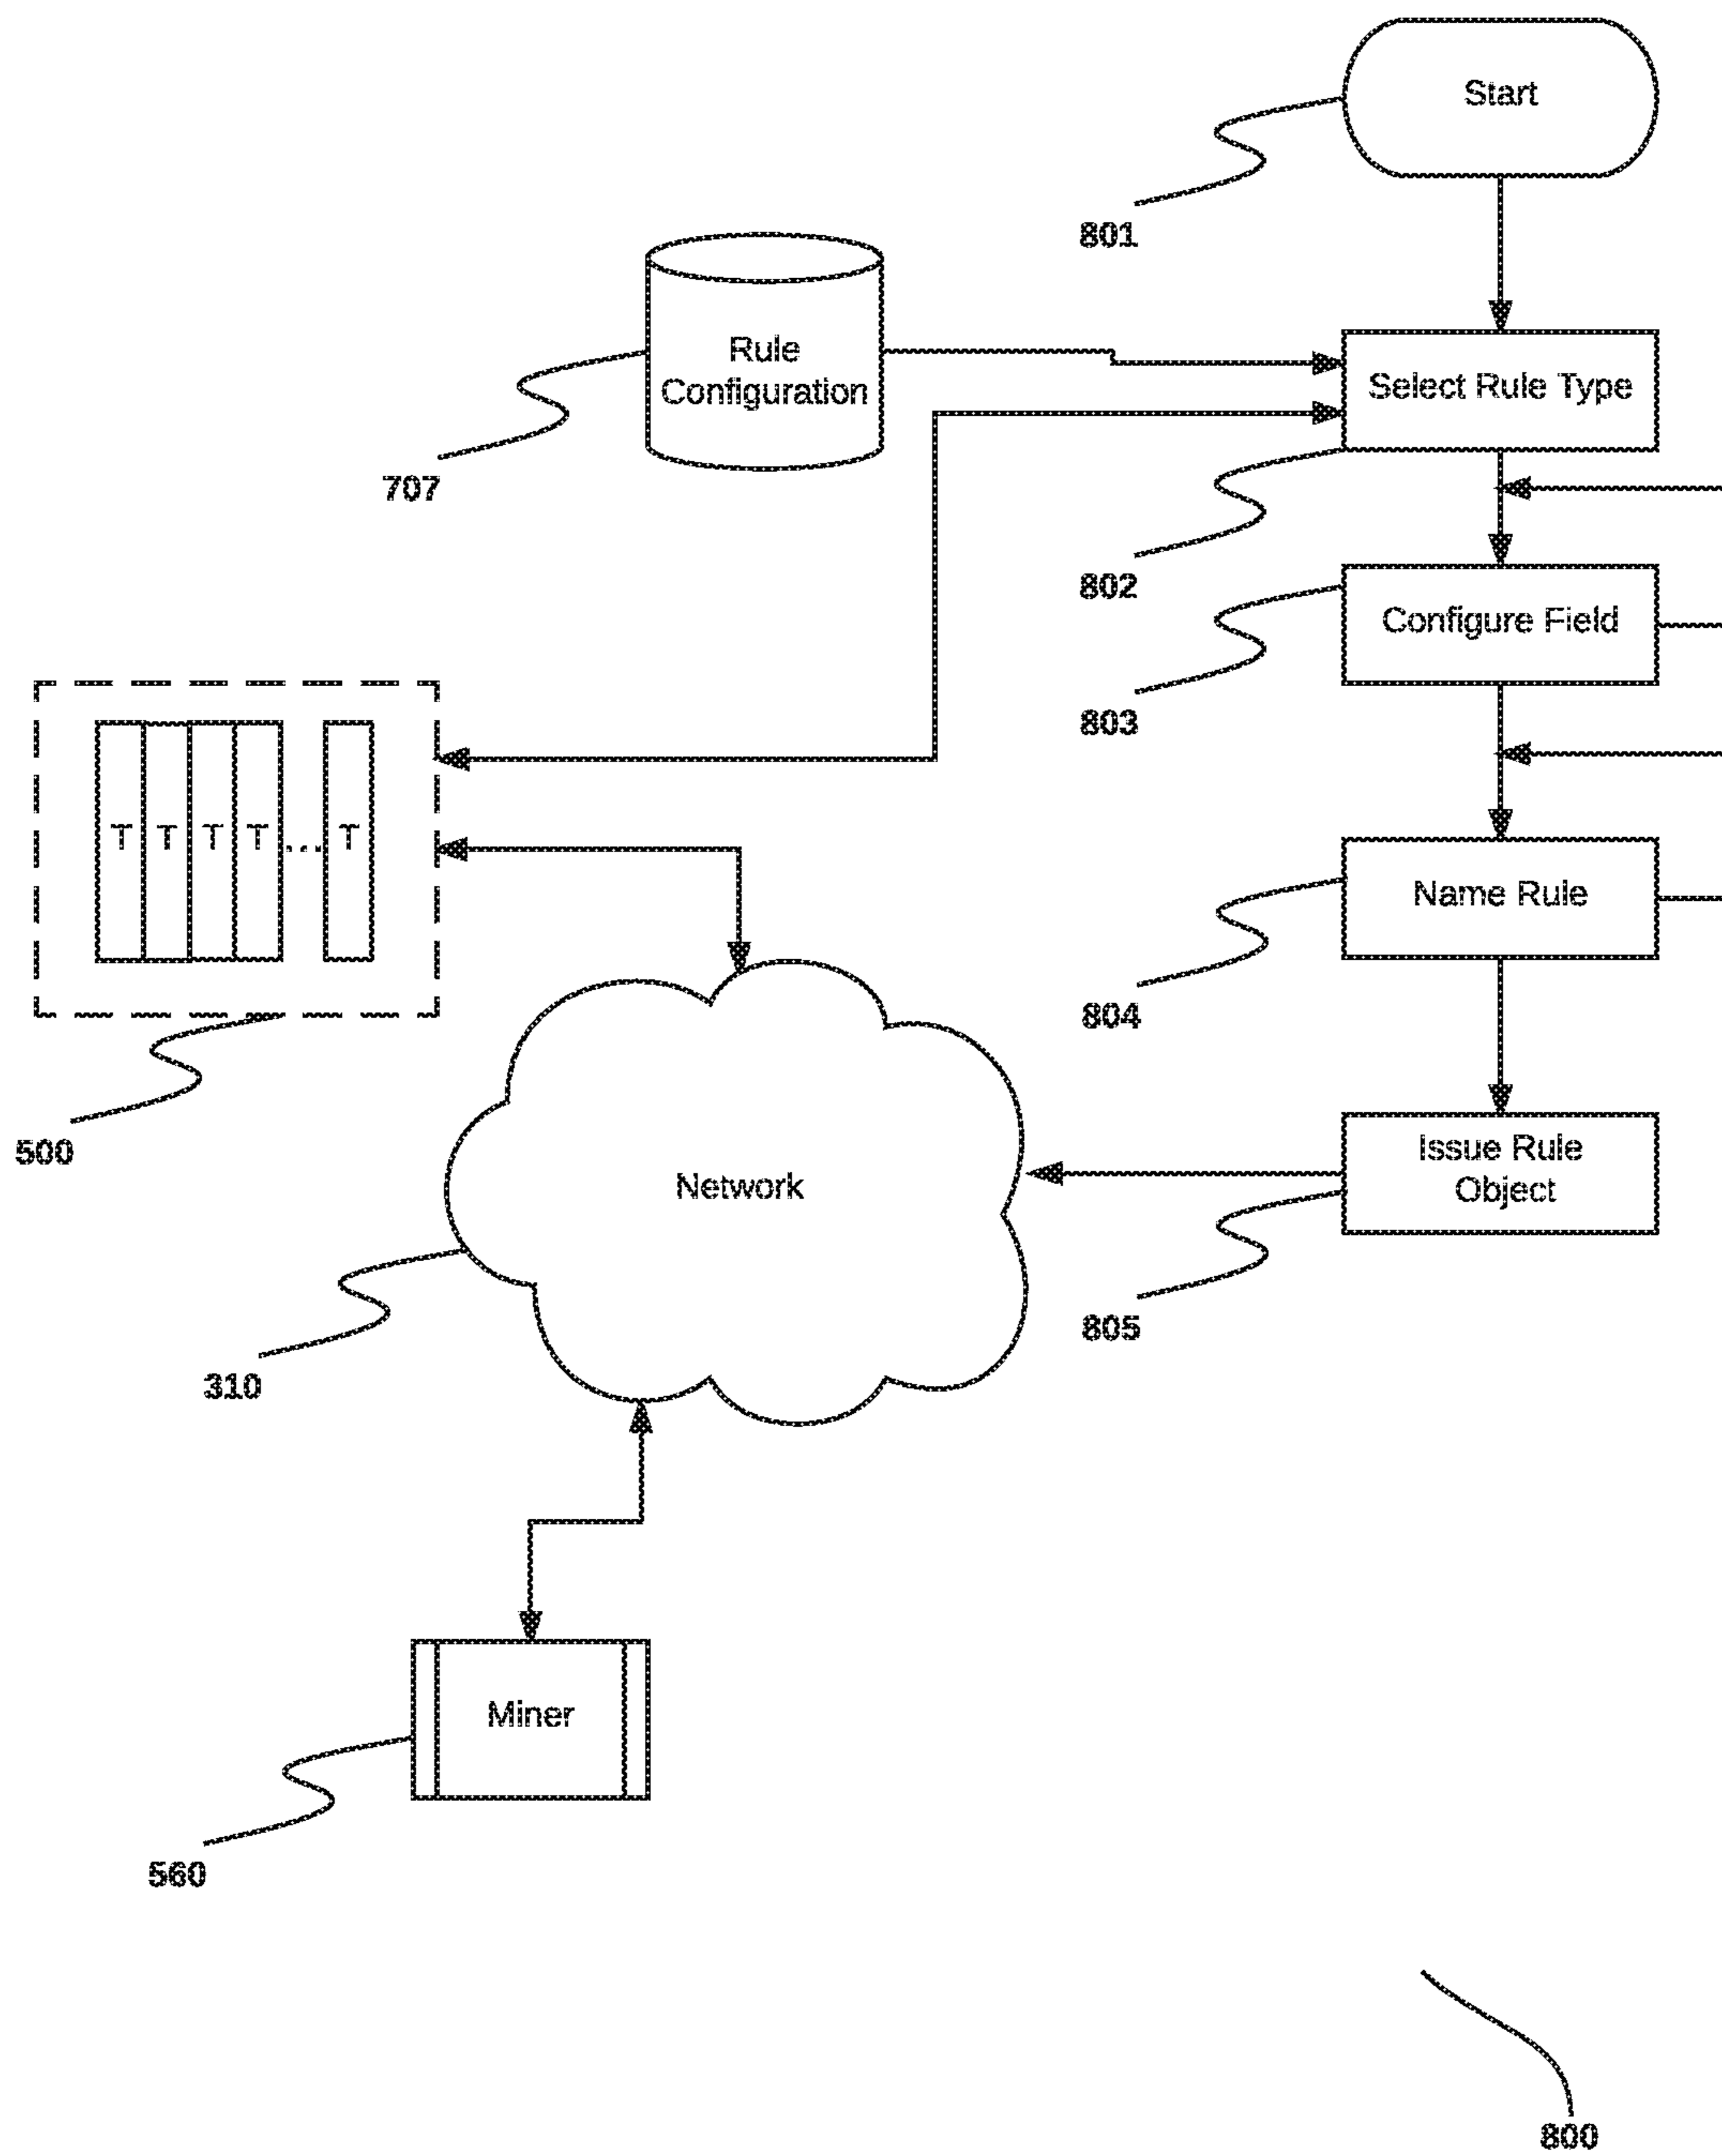 Start
801
Rule
Configuration
Select Rule Type
707
802
Configure Field
803
T T T T ... T
Name Rule
804
500
Issue Rule
Object
Network
805
310
Miner
560
800